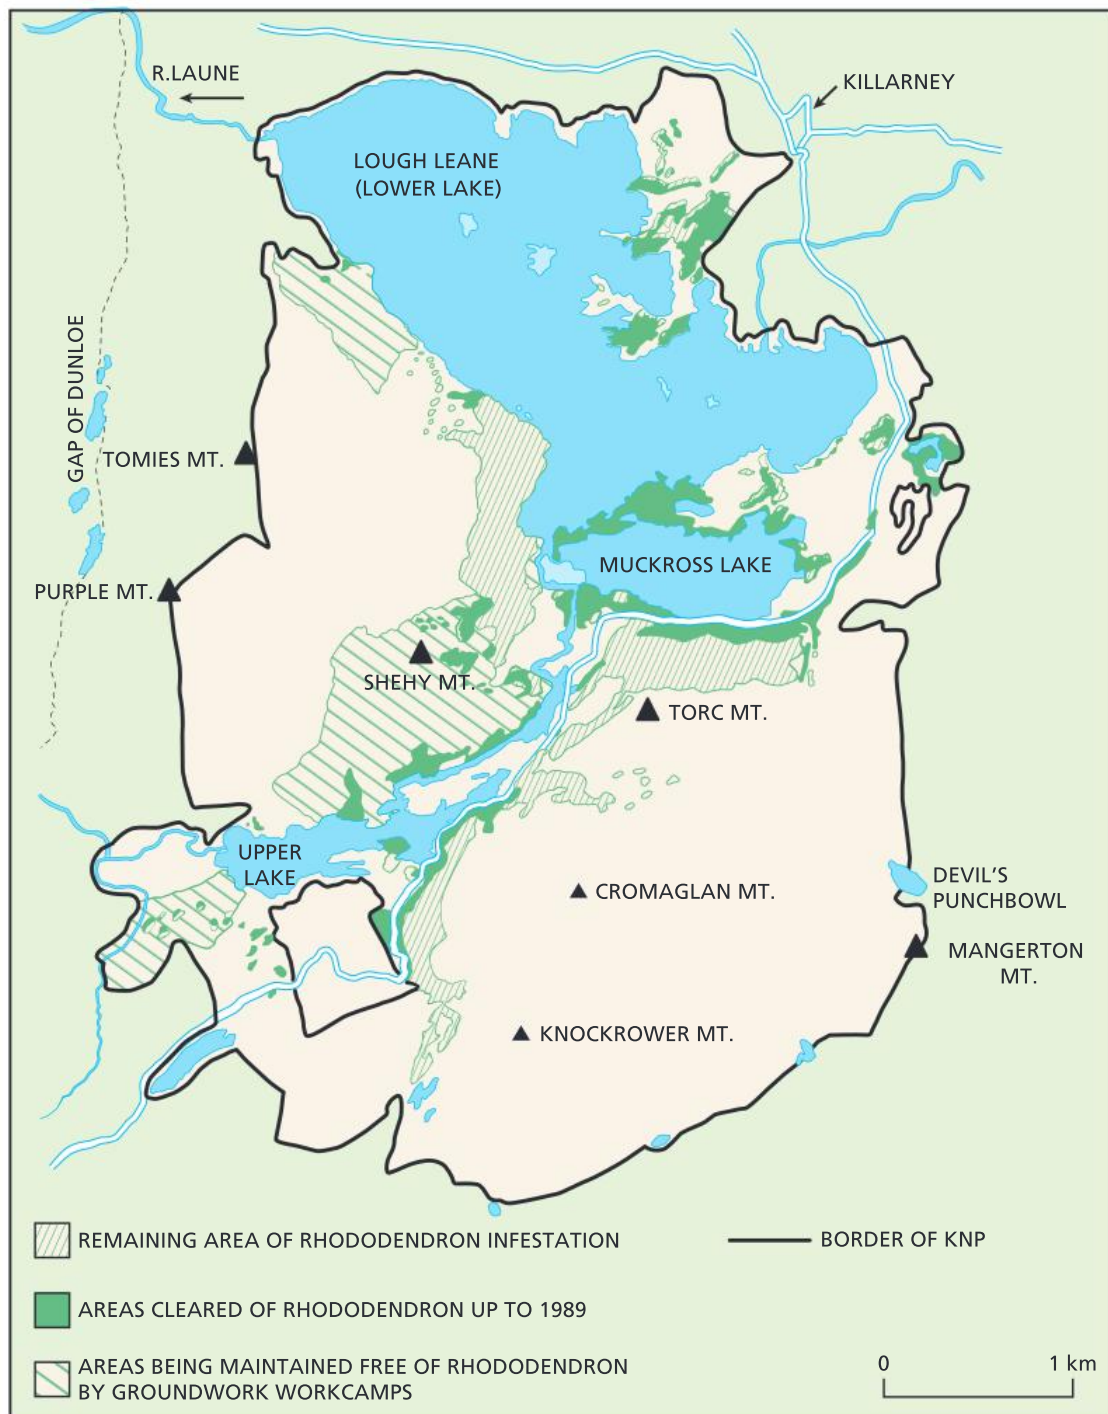 R.LAUNE
KILLARNEY
LOUGH LEANE
(LOWER LAKE)
GAP OF DUNLOE
TOMIES MT.
PURPLE MT.
MUCKROSS LAKE
SHEHY MT.
TORC MT.
UPPER
LAKE
CROMAGLAN MT.
DEVIL'S
PUNCHBOWL
MANGERTON
MT.
KNOCKROWER MT.
REMAINING AREA OF RHODODENDRON INFESTATION
BORDER OF KNP
AREAS CLEARED OF RHODODENDRON UP TO 1989
AREAS BEING MAINTAINED FREE OF RHODODENDRON
BY GROUNDWORK WORKCAMPS
0 1 km